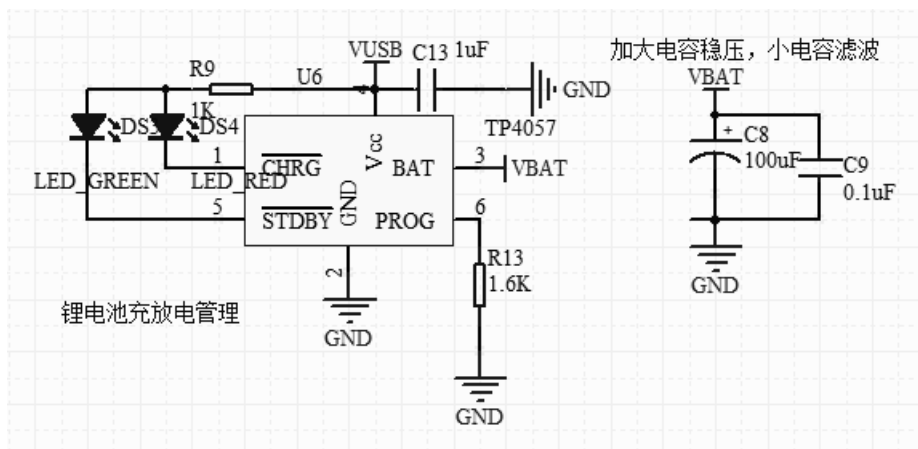 VUSB
C13
1uF
R9
U6
4
GND
1K
DS3
DS4
TP4057
1
CHRG
Vcc
BAT
3
VBAT
LED_GREEN
LED_RED
5
STDBY
GND
PROG
6
2
GND
R13
1.6K
GND
锂电池充放电管理
加大电容稳压，小电容滤波
VBAT
+
C8
100uF
C9
0.1uF
GND